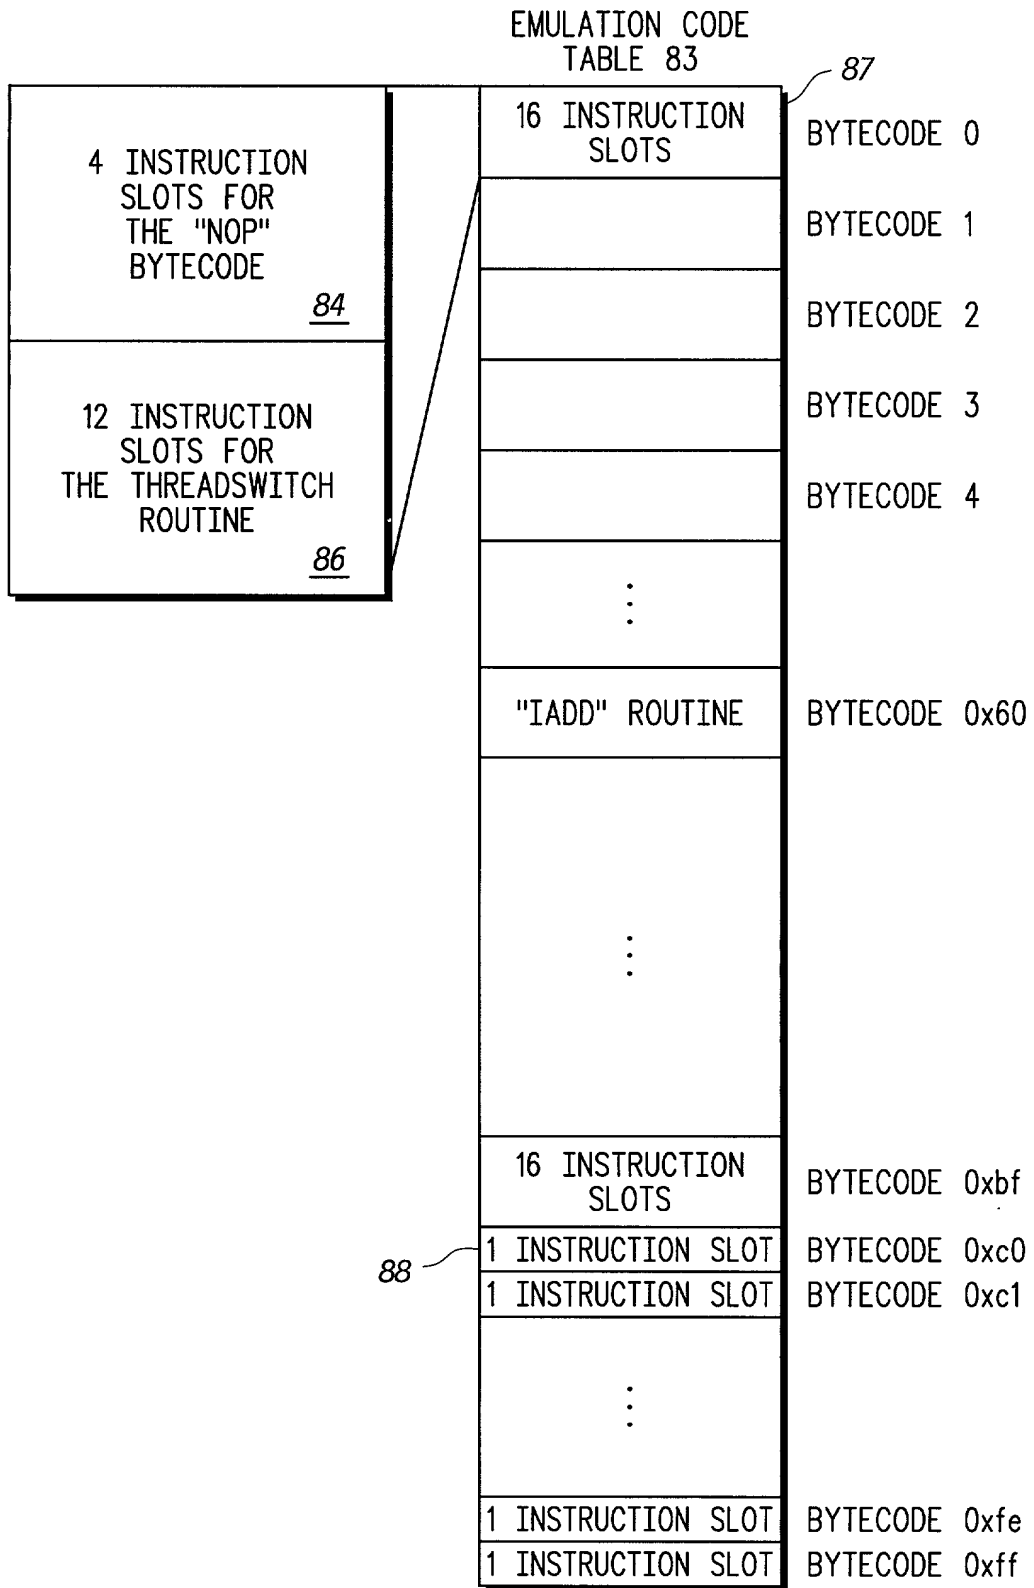 EMULATION CODE
TABLE 83
87
4 INSTRUCTION
SLOTS FOR
THE "NOP"
BYTECODE
84
12 INSTRUCTION
SLOTS FOR
THE THREADSWITCH
ROUTINE
86
16 INSTRUCTION
SLOTS
BYTECODE 0
BYTECODE 1
BYTECODE 2
BYTECODE 3
BYTECODE 4
"IADD" ROUTINE
BYTECODE 0x60
16 INSTRUCTION
SLOTS
BYTECODE 0xbf
88
1 INSTRUCTION SLOT
BYTECODE 0xc0
1 INSTRUCTION SLOT
BYTECODE 0xc1
1 INSTRUCTION SLOT
BYTECODE 0xfe
1 INSTRUCTION SLOT
BYTECODE 0xff